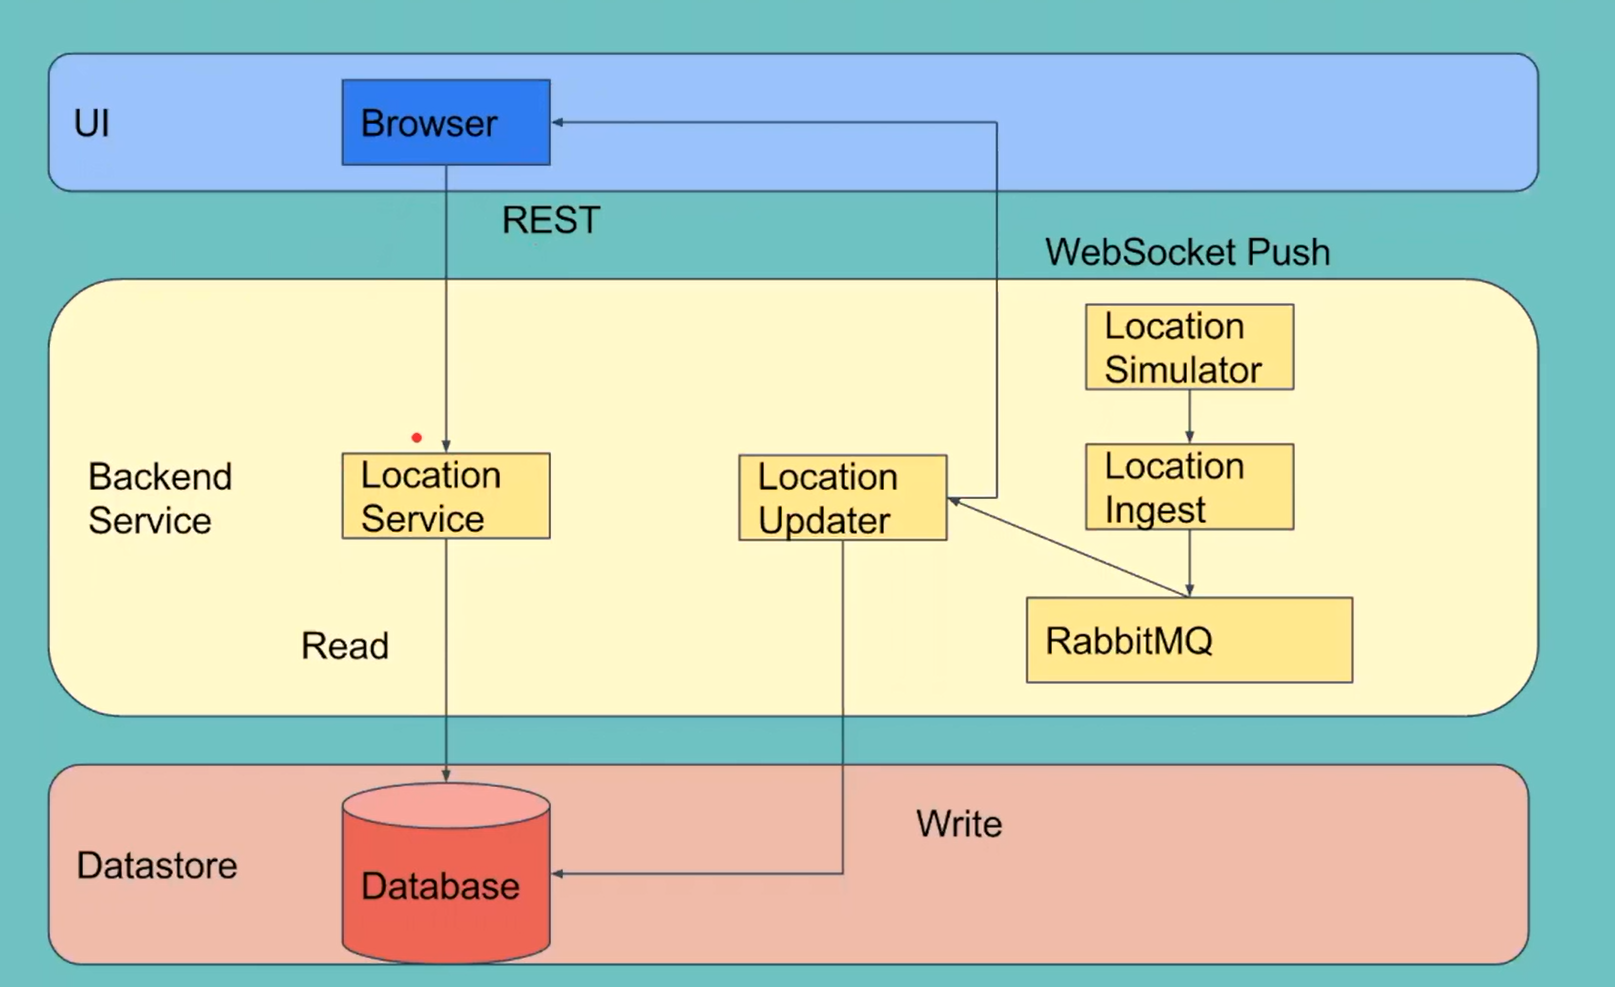 UI
Browser
REST
WebSocket Push
Location
Simulator
Location
Ingest
Backend
Service
Location
Service
Location
Updater
RabbitMQ
Read
Write
Datastore
Database